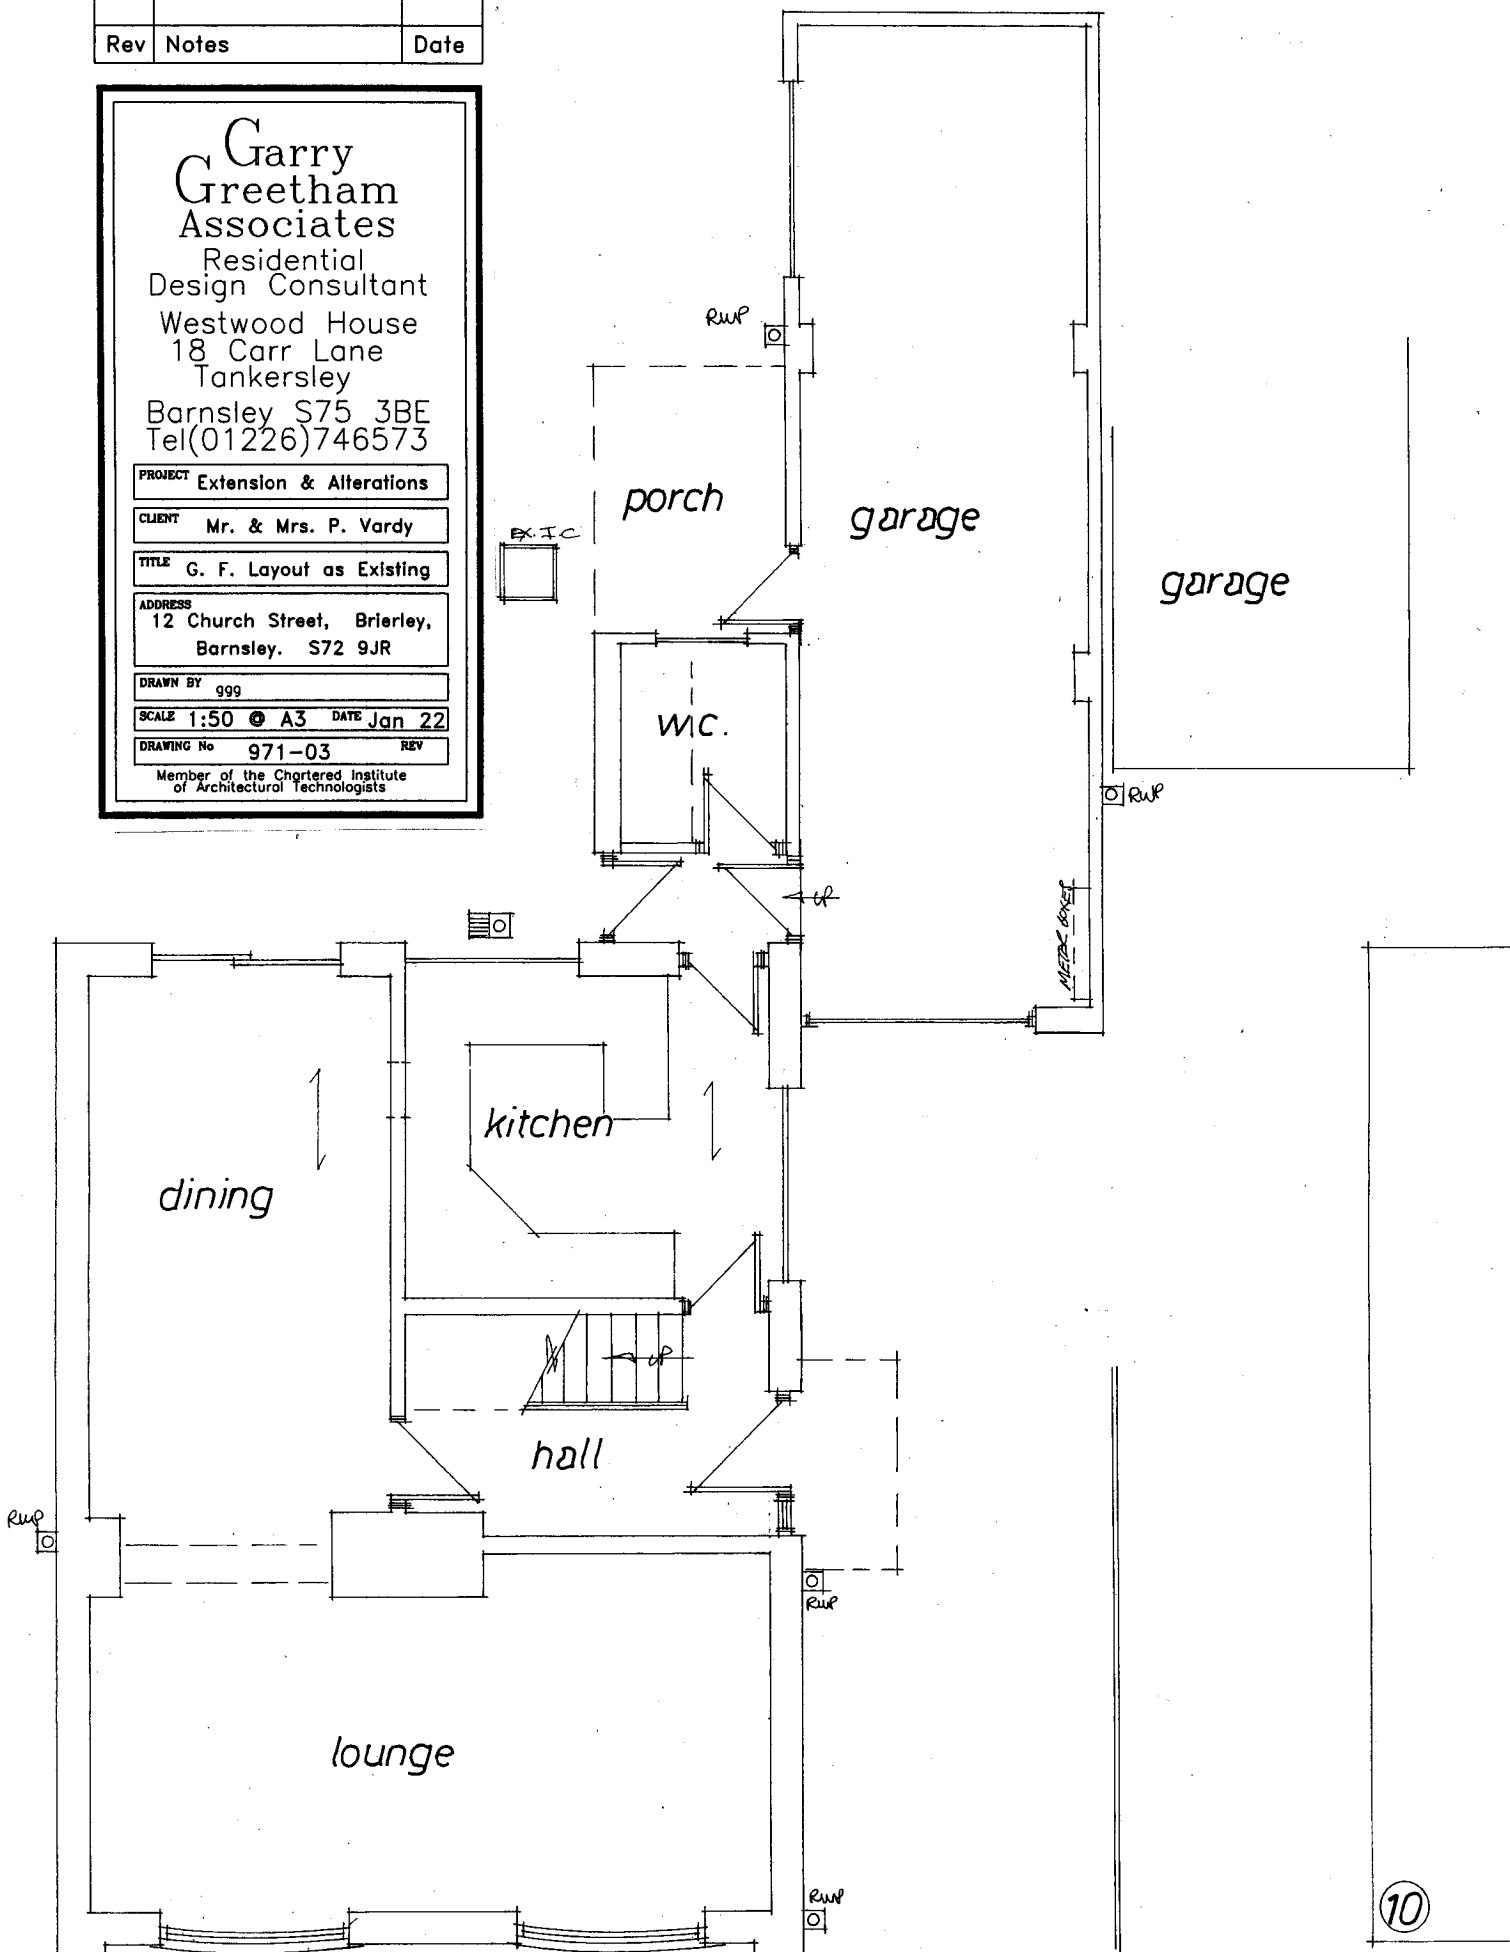 Rev Notes Date
Garry
Greetham
Associates
Residential
Design Consultant
Westwood House
18 Carr Lane
Tankersley
Barnsley S75 3BE
Tel(01226)746573
PROJECT Extension & Alterations
CLIENT Mr. & Mrs. P. Vardy
TITLE G. F. Layout as Existing
ADDRESS
12 Church Street, Brierley,
Barnsley. S72 9JR
DRAWN BY ggg
SCALE 1:50 @ A3 DATE Jan 22
DRAWING No 971-03 REV
Member of the Chartered Institute
of Architectural Technologists
RWP
porch
garage
EX. I.C
garage
w.c.
RWP
UP
METER BOXES
kitchen
dining
UP
hall
RWP
RWP
lounge
RWP
10